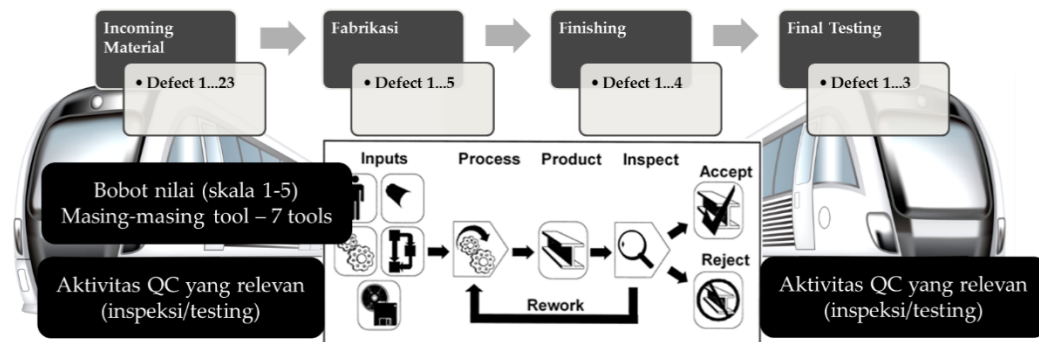 Incoming
Material
Fabrikasi
Finishing
Final Testing
• Defect 1...23
• Defect 1...5
• Defect 1...4
• Defect 1...3
Bobot nilai (skala 1-5)
Masing-masing tool – 7 tools
Aktivitas QC yang relevan
(inspeksi/testing)
Inputs
Process
Product
Inspect
Accept
Reject
Rework
Aktivitas QC yang relevan
(inspeksi/testing)